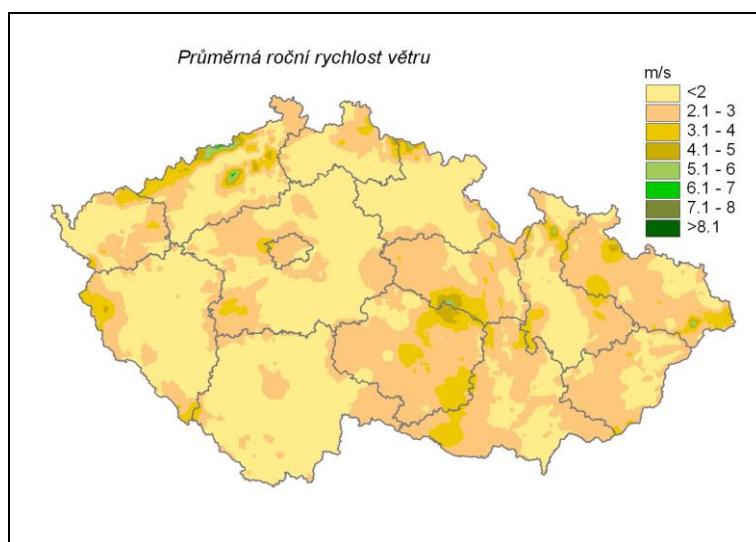 Průměrná roční rychlost větru
m/s
<2
2.1 - 3
3.1 - 4
4.1 - 5
5.1 - 6
6.1 - 7
7.1 - 8
>8.1